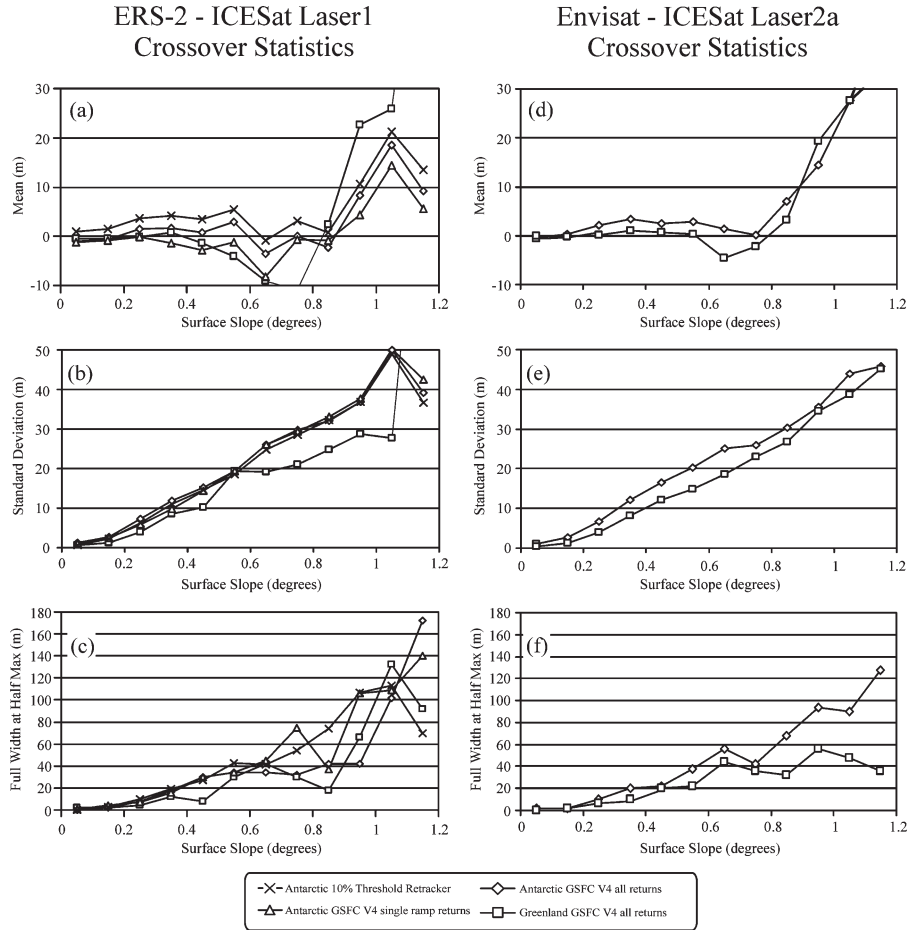 ERS-2 - ICESat Laser1
Crossover Statistics
Envisat - ICESat Laser2a
Crossover Statistics
(a)
Mean (m)
30
20
10
0
-10
0 0.2 0.4 0.6 0.8 1 1.2
Surface Slope (degrees)
(d)
Mean (m)
30
20
10
0
-10
0 0.2 0.4 0.6 0.8 1 1.2
Surface Slope (degrees)
(b)
Standard Deviation (m)
50
40
30
20
10
0
0 0.2 0.4 0.6 0.8 1 1.2
Surface Slope (degrees)
(e)
Standard Deviation (m)
50
40
30
20
10
0
0 0.2 0.4 0.6 0.8 1 1.2
Surface Slope (degrees)
(c)
Full Width at Half Max (m)
180
160
140
120
100
80
60
40
20
0
0 0.2 0.4 0.6 0.8 1 1.2
Surface Slope (degrees)
(f)
Full Width at Half Max (m)
180
160
140
120
100
80
60
40
20
0
0 0.2 0.4 0.6 0.8 1 1.2
Surface Slope (degrees)
Antarctic 10% Threshold Retracker
Antarctic GSFC V4 all returns
Antarctic GSFC V4 single ramp returns
Greenland GSFC V4 all returns